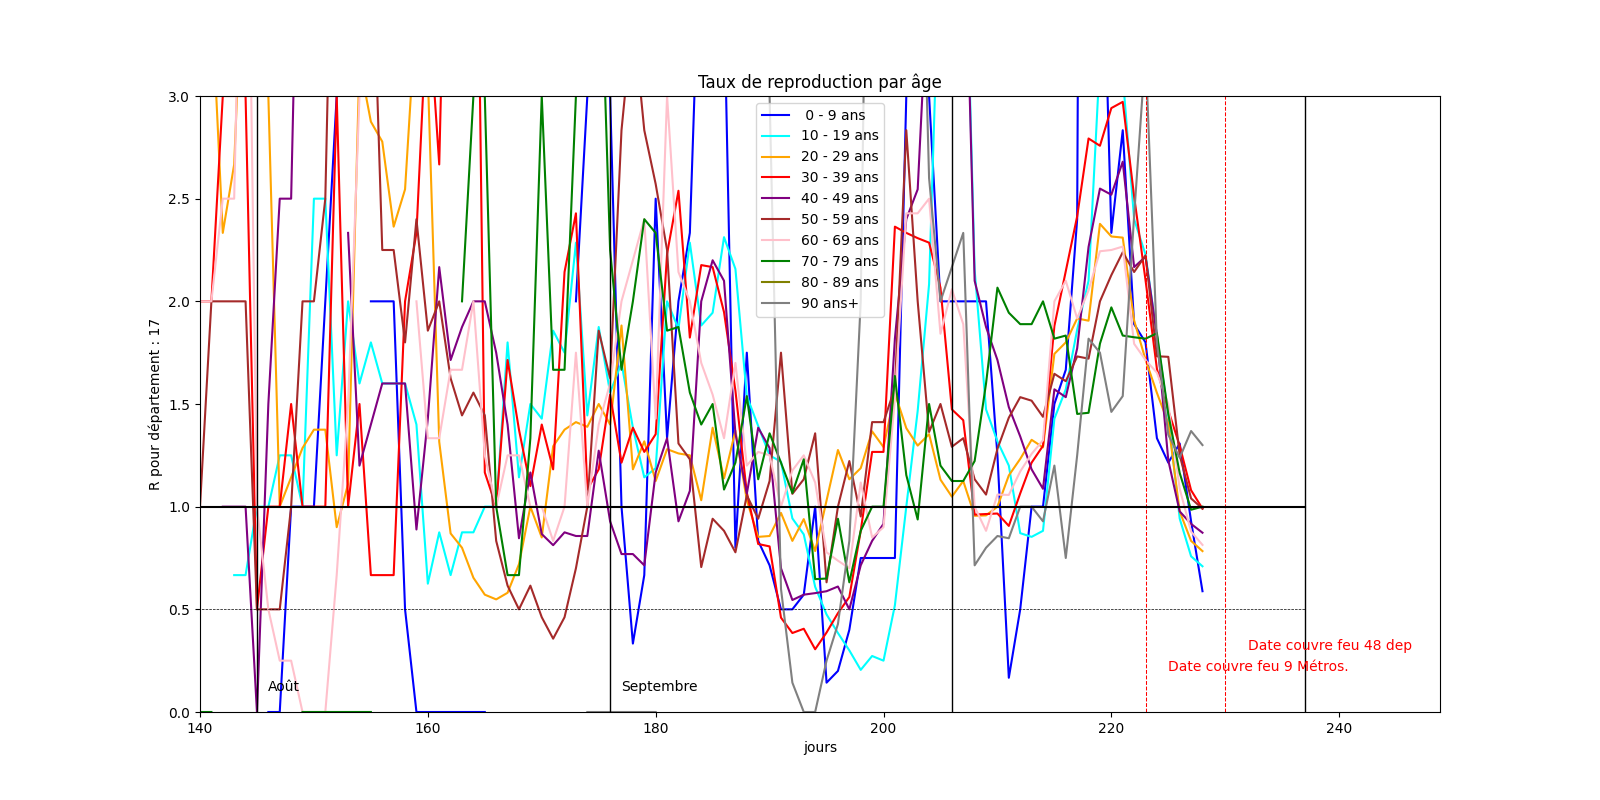 Taux de reproduction par âge
3.0
2.5
2.0
1.5
1.0
0.5
0.0
R pour département : 17
0 - 9 ans
10 - 19 ans
20 - 29 ans
30 - 39 ans
40 - 49 ans
50 - 59 ans
60 - 69 ans
70 - 79 ans
80 - 89 ans
90 ans+
Date couvre feu 48 dep
Date couvre feu 9 Métros.
Août
Septembre
140
160
180
200
220
240
jours